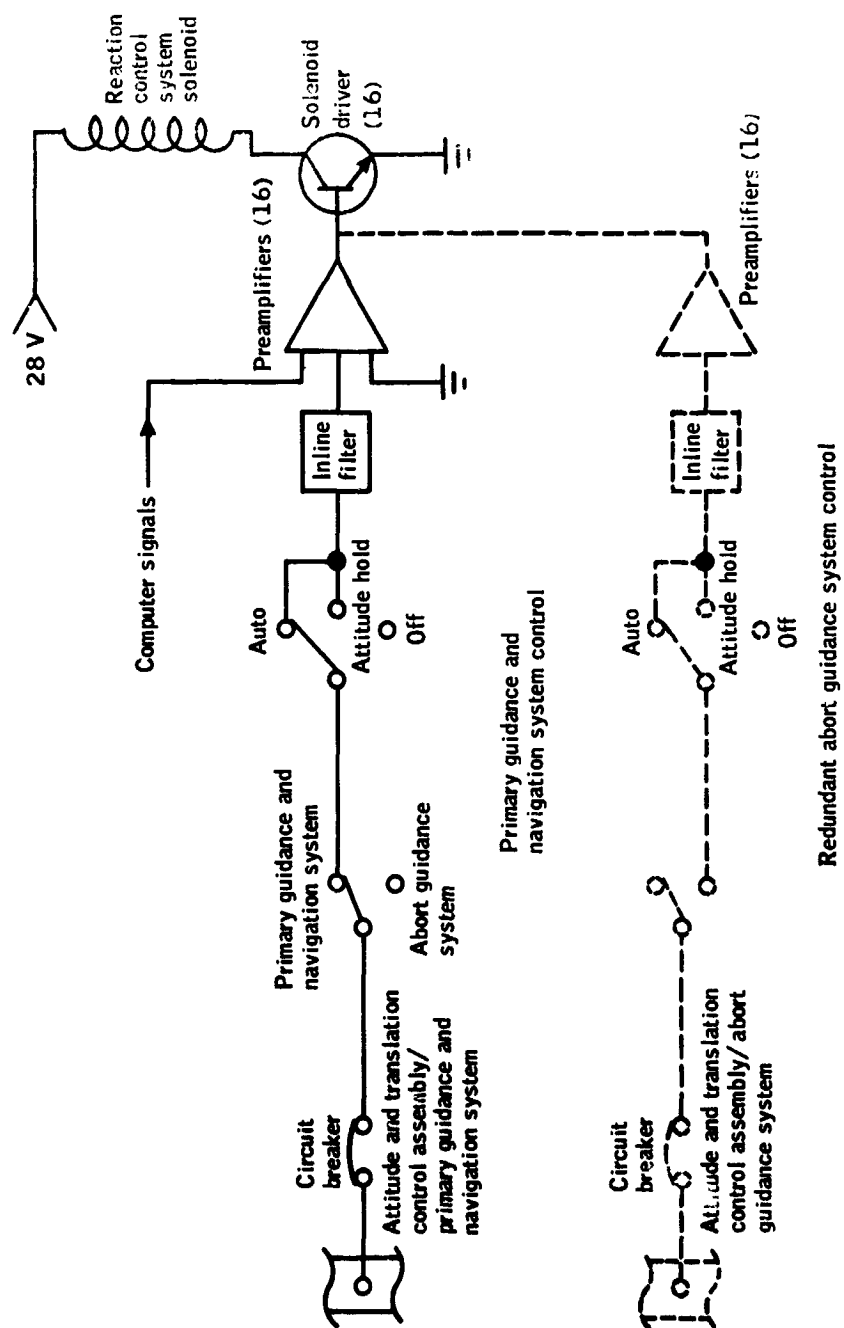 Reaction
control
system
solenoid
28 V
Solenoid
driver
(16)
Preamplifiers (16)
Computer signals
Inline
filter
Auto
Attitude hold
Off
Primary guidance and
navigation system
Abort guidance
system
Circuit
breaker
Attitude and translation
control assembly/
primary guidance and
navigation system
Primary guidance and
navigation system control
Preamplifiers (16)
Inline
filter
Auto
Attitude hold
Off
Circuit
breaker
Attitude and translation
control assembly/abort
guidance system
Redundant abort guidance system control